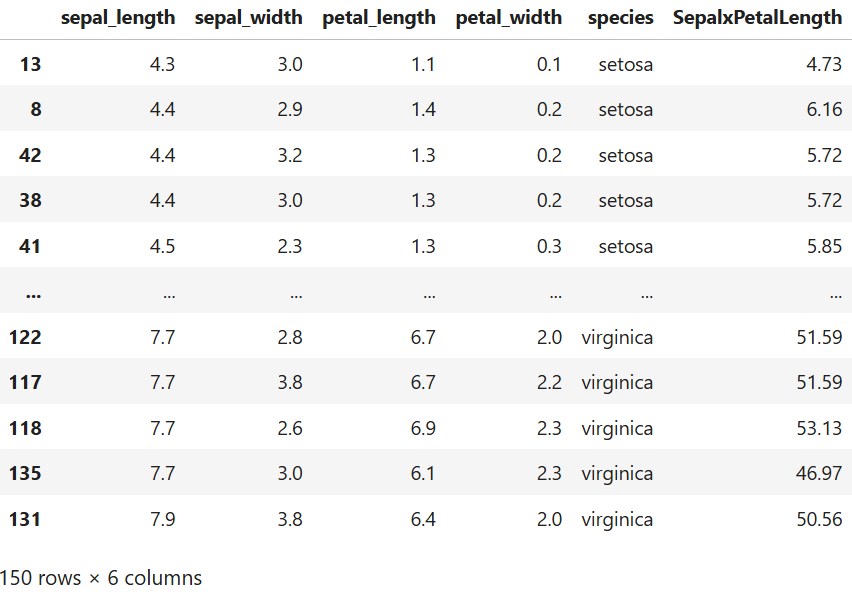 sepal_length sepal_width petal_length petal_width species SepalxPetalLength
13 4.3 3.0 1.1 0.1 setosa 4.73
8 4.4 2.9 1.4 0.2 setosa 6.16
42 4.4 3.2 1.3 0.2 setosa 5.72
38 4.4 3.0 1.3 0.2 setosa 5.72
41 4.5 2.3 1.3 0.3 setosa 5.85
... ... ... ... ... ... ...
122 7.7 2.8 6.7 2.0 virginica 51.59
117 7.7 3.8 6.7 2.2 virginica 51.59
118 7.7 2.6 6.9 2.3 virginica 53.13
135 7.7 3.0 6.1 2.3 virginica 46.97
131 7.9 3.8 6.4 2.0 virginica 50.56
150 rows × 6 columns